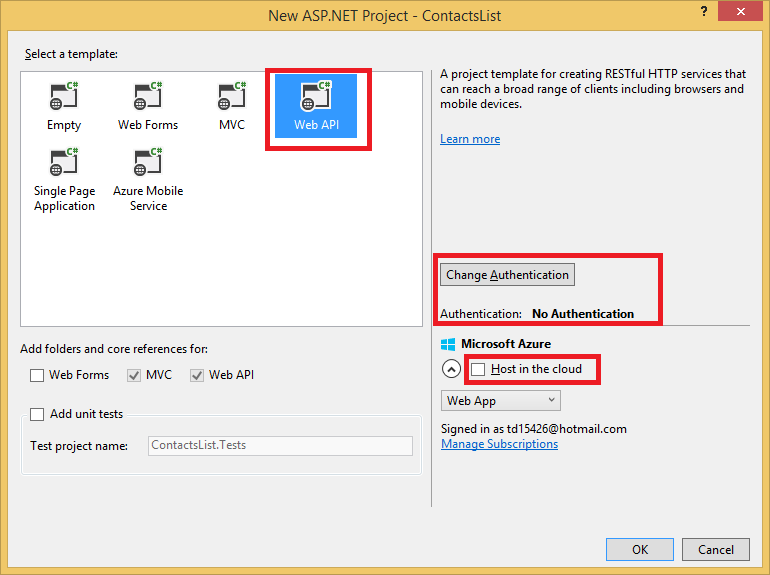 New ASP.NET Project - ContactsList
?
Select a template:
C# C# C# C#
Empty Web Forms MVC Web API
C# C#
Single Page Azure Mobile
Application Service
A project template for creating RESTful HTTP services that
can reach a broad range of clients including browsers and
mobile devices.
Learn more
Change Authentication
Authentication: No Authentication
Add folders and core references for:
Web Forms MVC Web API
Add unit tests
Test project name: ContactsList.Tests
Microsoft Azure
Host in the cloud
Web App
Signed in as td15426@hotmail.com
Manage Subscriptions
OK Cancel